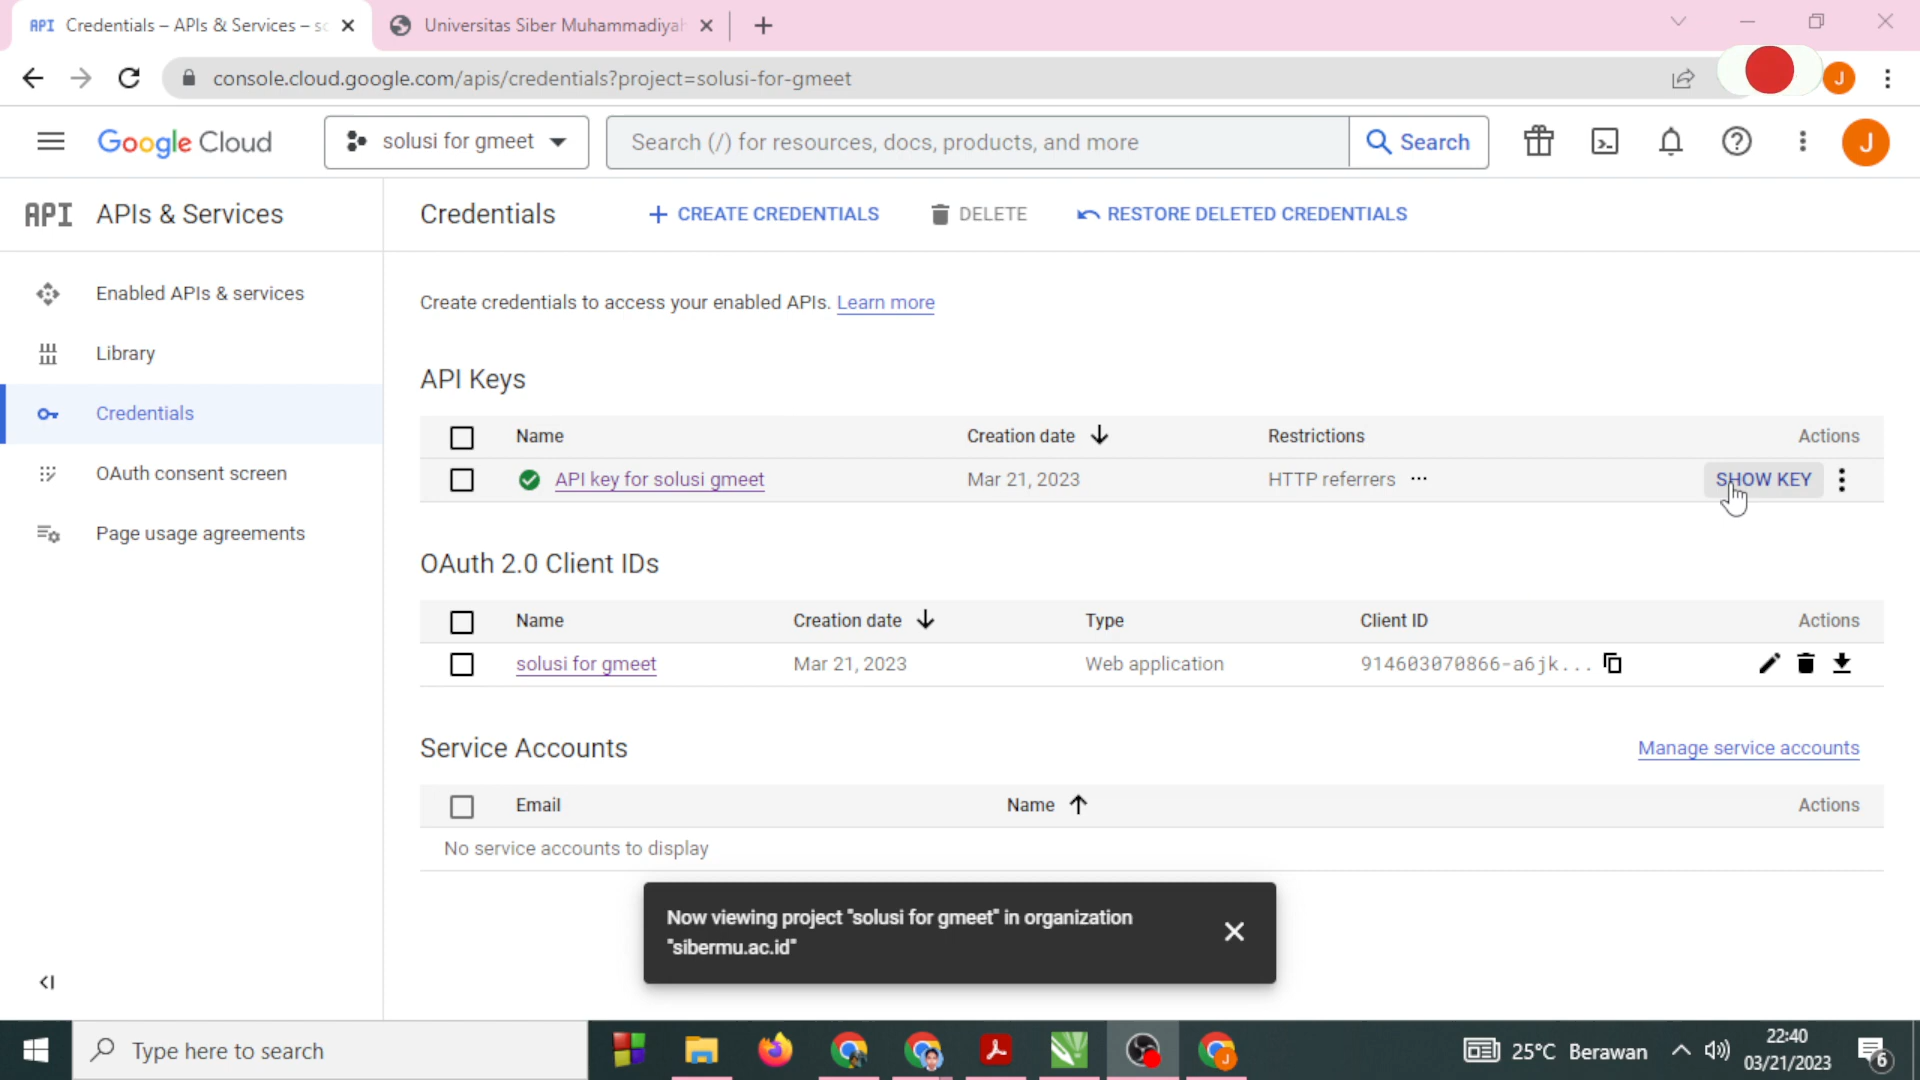 API Credentials – APIs & Services – sc
Universitas Siber Muhammadiyah
console.cloud.google.com/apis/credentials?project=solusi-for-gmeet
J
Google Cloud
solusi for gmeet
Search (/) for resources, docs, products, and more
Search
J
API APIs & Services
Credentials
CREATE CREDENTIALS
DELETE
RESTORE DELETED CREDENTIALS
Enabled APIs & services
Library
Credentials
OAuth consent screen
Page usage agreements
Create credentials to access your enabled APIs. Learn more
API Keys
Name Creation date Restrictions Actions
API key for solusi gmeet Mar 21, 2023 HTTP referrers ... SHOW KEY
OAuth 2.0 Client IDs
Name Creation date Type Client ID Actions
solusi for gmeet Mar 21, 2023 Web application 914603070866-a6jk...
Service Accounts Manage service accounts
Email Name Actions
No service accounts to display
Now viewing project "solusi for gmeet" in organization
"sibermu.ac.id"
Type here to search
J
25°C Berawan
22:40
03/21/2023
6